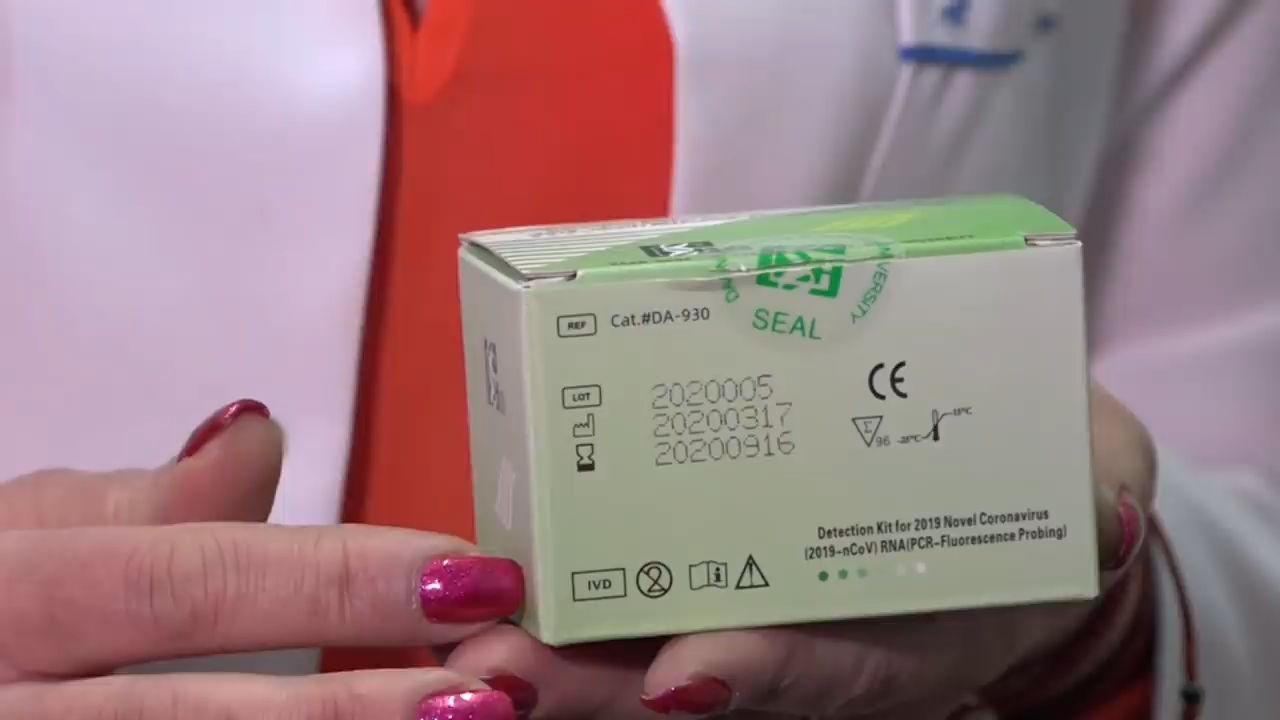 SEAL
REF Cat.#DA-930
LOT 2020005
20200317
20200916
CE
Σ 96
IVD
Detection Kit for 2019 Novel Coronavirus
(2019-nCoV) RNA(PCR-Fluorescence Probing)